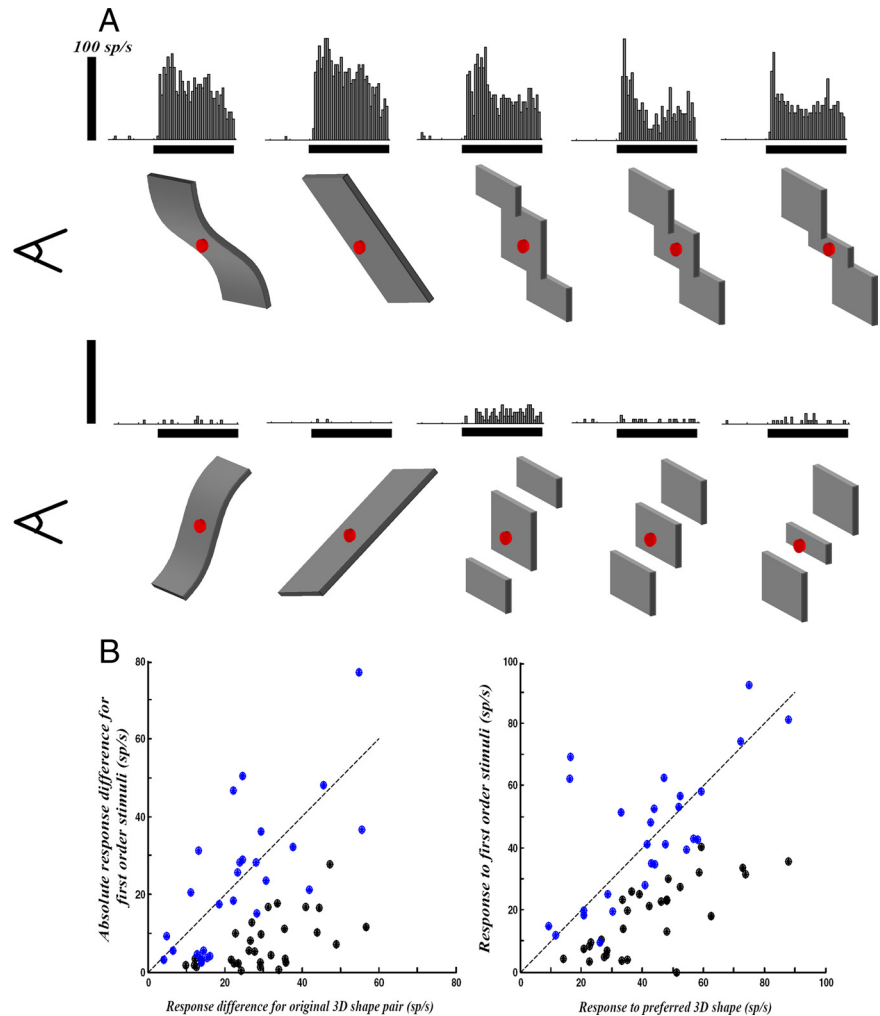 A
100 sp/s
B
Absolute response difference for
first order stimuli (sp/s)
80
60
40
20
0
0 20 40 60 80
Response difference for original 3D shape pair (sp/s)
Response to first order stimuli (sp/s)
100
80
60
40
20
0
0 20 40 60 80 100
Response to preferred 3D shape (sp/s)